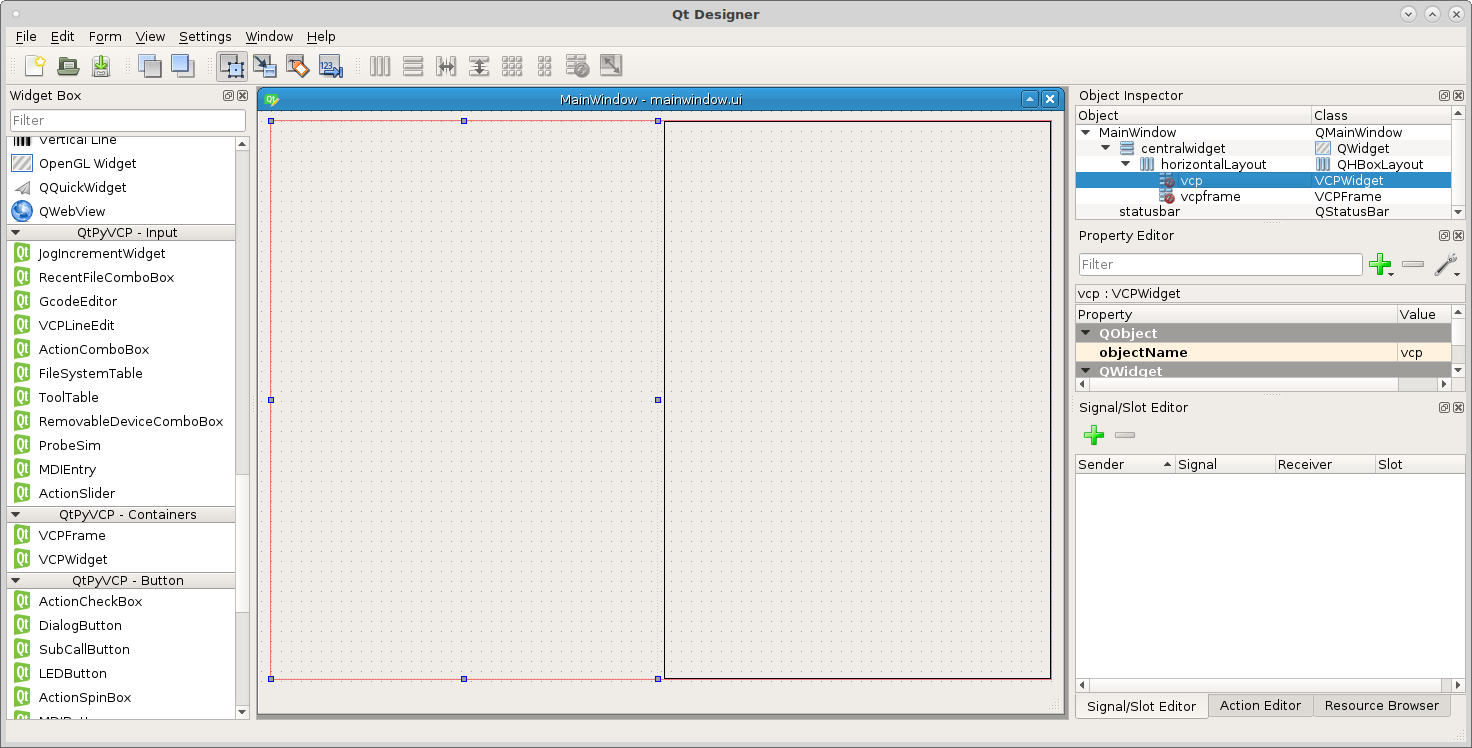 Qt Designer
File Edit Form View Settings Window Help
Widget Box
Filter
Vertical Line
OpenGL Widget
QQuickWidget
QWebView
QtPyVCP - Input
JogIncrementWidget
RecentFileComboBox
GcodeEditor
VCPLineEdit
ActionComboBox
FileSystemTable
ToolTable
RemovableDeviceComboBox
ProbeSim
MDIEntry
ActionSlider
QtPyVCP - Containers
VCPFrame
VCPWidget
QtPyVCP - Button
ActionCheckBox
DialogButton
SubCallButton
LEDButton
ActionSpinBox
MainWindow - mainwindow.ui
Object Inspector
Object Class
MainWindow QMainWindow
centralwidget QWidget
horizontalLayout QHBoxLayout
vcp VCPWidget
vcpframe VCPFrame
statusbar QStatusBar
Property Editor
Filter
vcp : VCPWidget
Property Value
QObject
objectName vcp
QWidget
Signal/Slot Editor
Sender Signal Receiver Slot
Signal/Slot Editor Action Editor Resource Browser